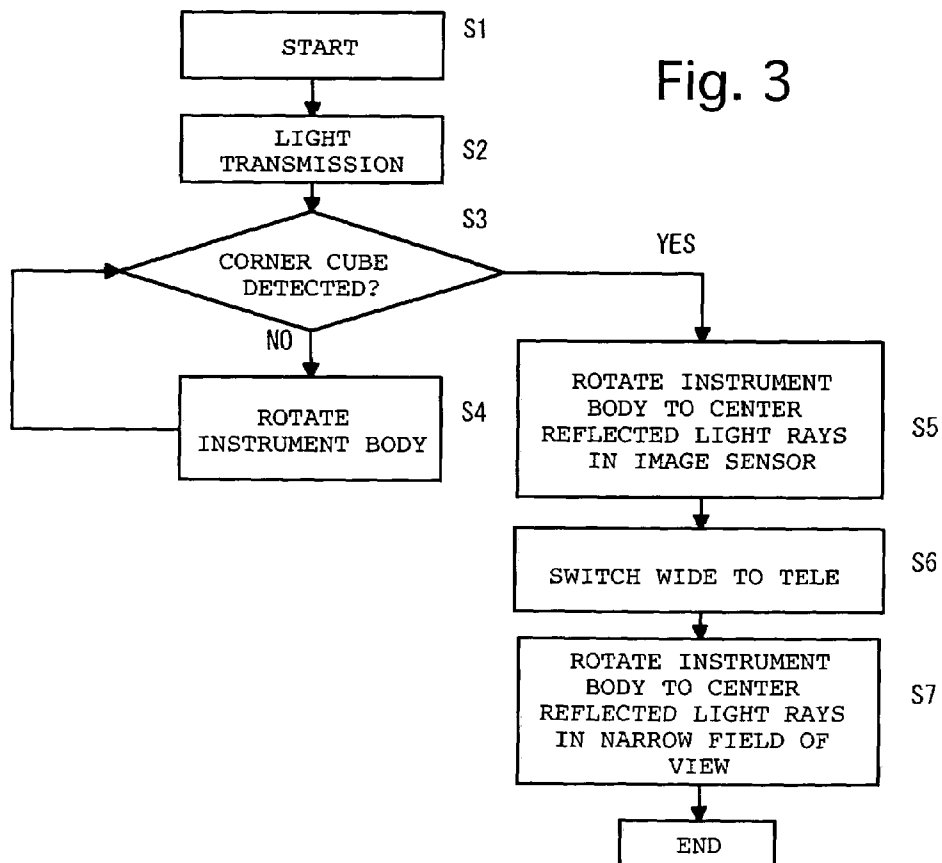 START
S1
Fig. 3
LIGHT
TRANSMISSION
S2
S3
CORNER CUBE
DETECTED?
YES
NO
ROTATE
INSTRUMENT BODY
S4
ROTATE INSTRUMENT
BODY TO CENTER
REFLECTED LIGHT RAYS
IN IMAGE SENSOR
S5
SWITCH WIDE TO TELE
S6
ROTATE INSTRUMENT
BODY TO CENTER
REFLECTED LIGHT RAYS
IN NARROW FIELD OF
VIEW
S7
END